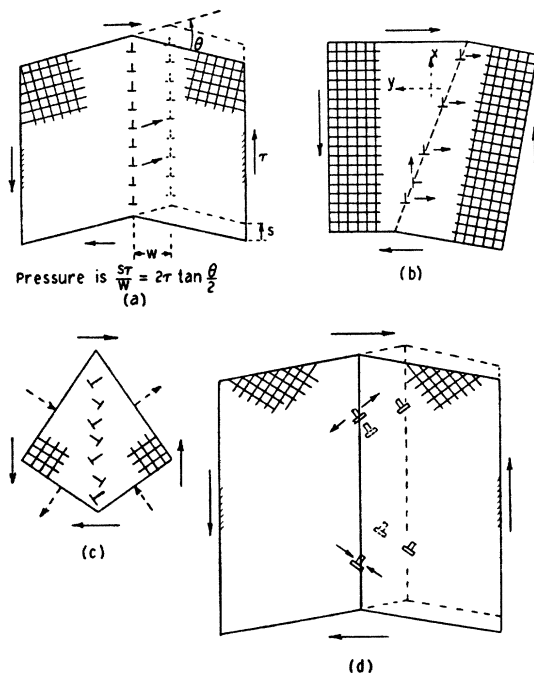 θ
τ
s
w
Pressure is sτ/w = 2τ tan θ/2
(a)
x
y
(b)
(c)
(d)